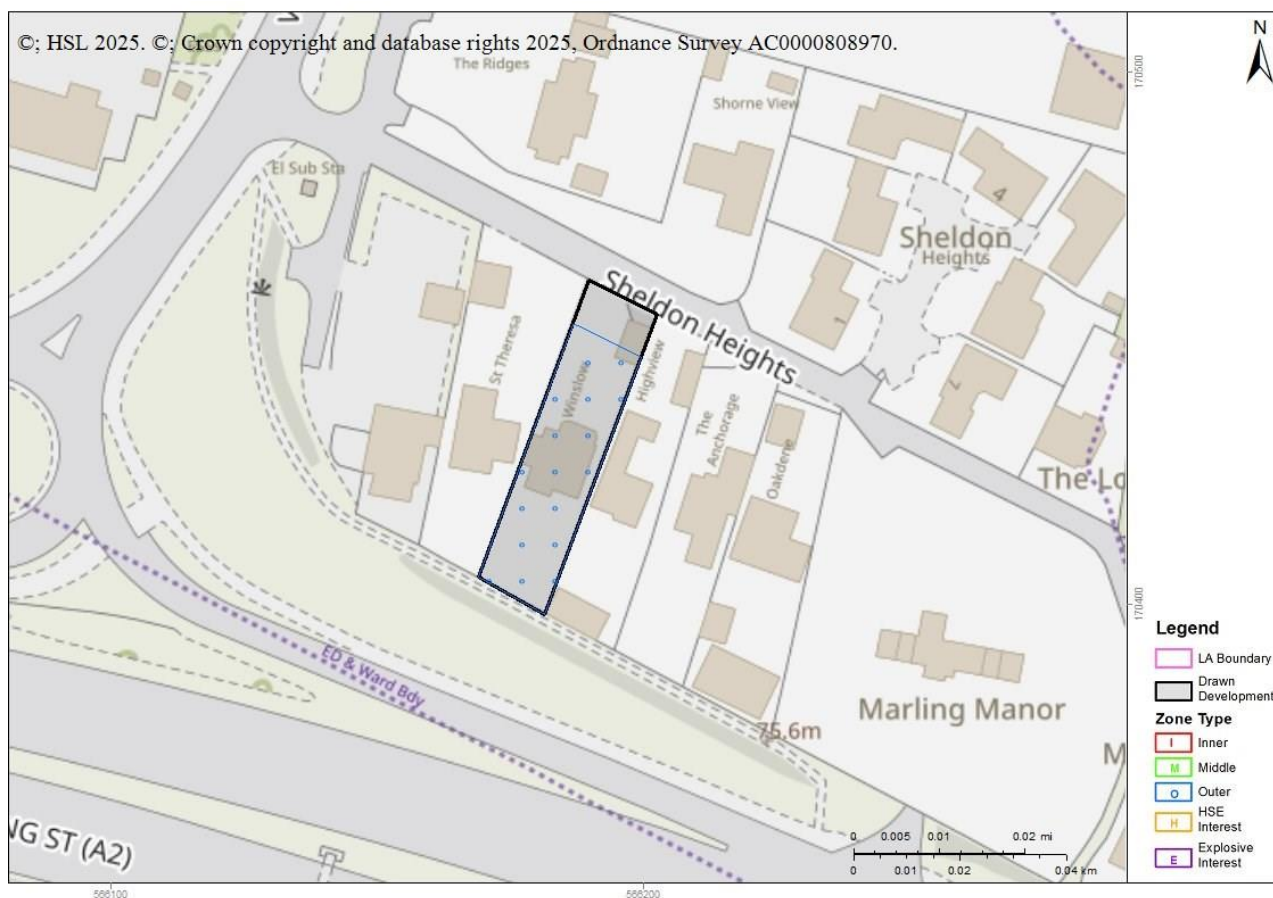 ©; HSL 2025. ©; Crown copyright and database rights 2025, Ordnance Survey AC0000808970.
N
The Ridges
Shorne View
El Sub Sta
4
Sheldon
Heights
1
Sheldon Heights
St Theresa
Winslow
Highview
The
Anchorage
Oakdene
7
The Lo
Marling Manor
M
75.6m
ED & Ward Bdy
NG ST (A2)
0 0.005 0.01 0.02 mi
0 0.01 0.02 0.04 km
170500
170400
566100
566200
Legend
LA Boundary
Drawn
Development
Zone Type
I Inner
M Middle
O Outer
H HSE
Interest
E Explosive
Interest